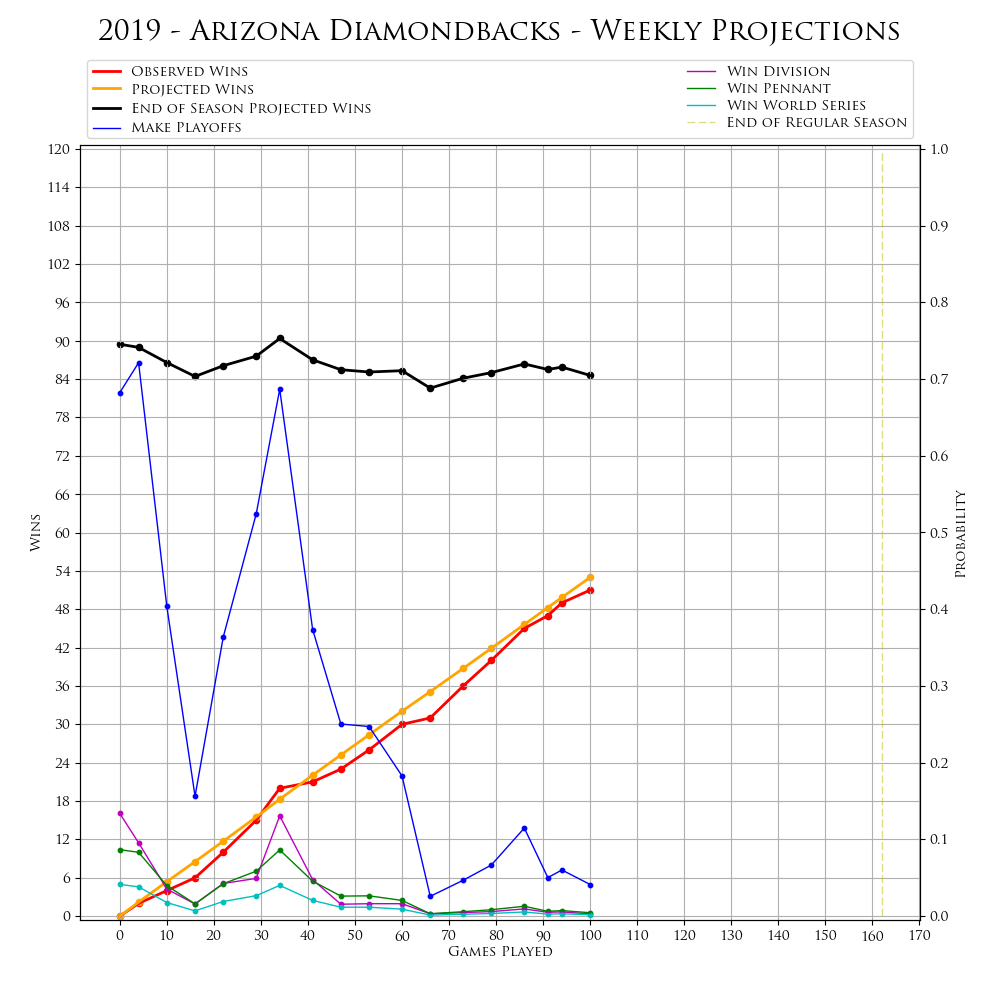 2019 - Arizona Diamondbacks - Weekly Projections
Observed Wins
Projected Wins
End of Season Projected Wins
Make Playoffs
Win Division
Win Pennant
Win World Series
End of Regular Season
120
114
108
102
96
90
84
78
72
66
60
54
48
42
36
30
24
18
12
6
0
Wins
1.0
0.9
0.8
0.7
0.6
0.5
0.4
0.3
0.2
0.1
0.0
Probability
0 10 20 30 40 50 60 70 80 90 100 110 120 130 140 150 160 170
Games Played